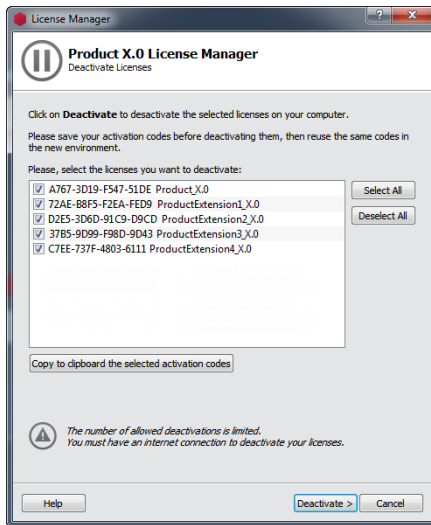 License Manager
Product X.0 License Manager
Deactivate Licenses
Click on Deactivate to desactivate the selected licenses on your computer.
Please save your activation codes before deactivating them, then reuse the same codes in
the new environment.
Please, select the licenses you want to deactivate:
A767-3D19-F547-51DE Product_X.0
72AE-B8F5-F2EA-FED9 ProductExtension1_X.0
D2E5-3D6D-91C9-D9CD ProductExtension2_X.0
37B5-9D99-F98D-9D43 ProductExtension3_X.0
C7EE-737F-4803-6111 ProductExtension4_X.0
Select All
Deselect All
Copy to clipboard the selected activation codes
The number of allowed deactivations is limited.
You must have an internet connection to deactivate your licenses.
Help
Deactivate >
Cancel